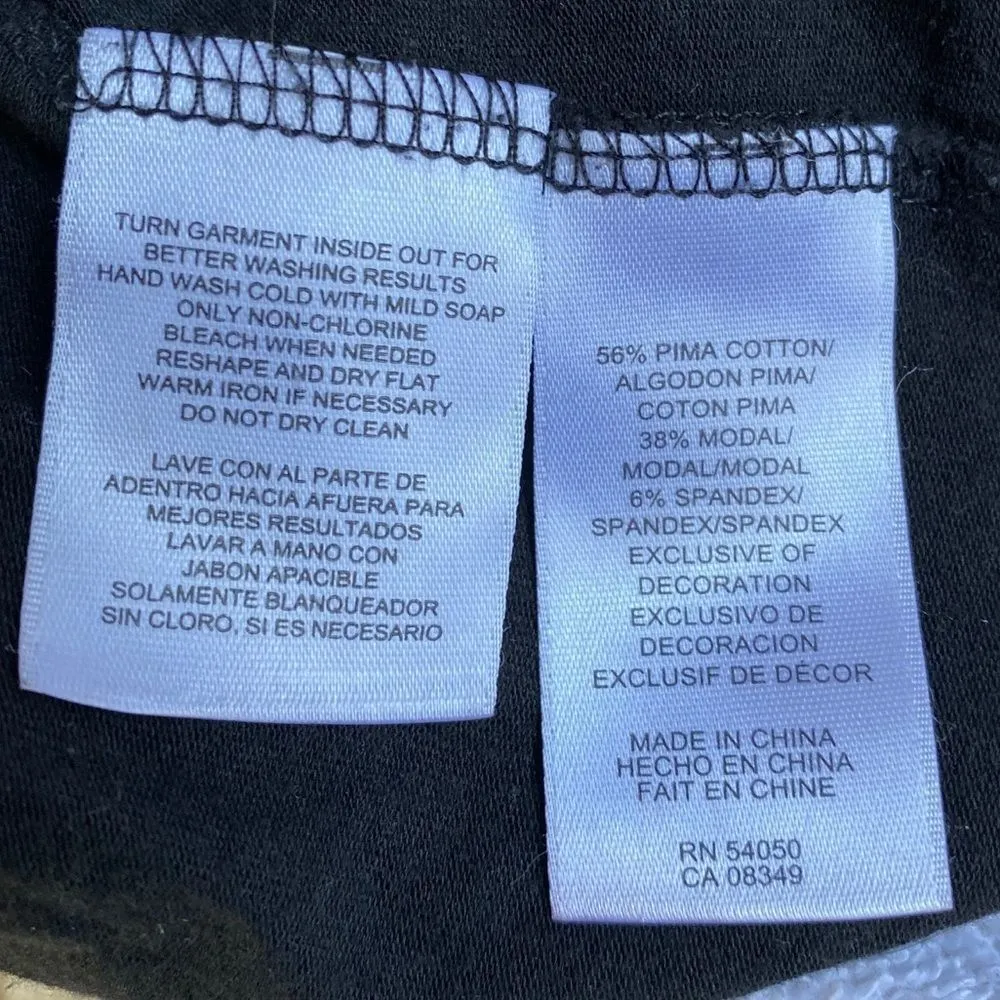 TURN GARMENT INSIDE OUT FOR
BETTER WASHING RESULTS
HAND WASH COLD WITH MILD SOAP
ONLY NON-CHLORINE
BLEACH WHEN NEEDED
RESHAPE AND DRY FLAT
WARM IRON IF NECESSARY
DO NOT DRY CLEAN
LAVE CON AL PARTE DE
ADENTRO HACIA AFUERA PARA
MEJORES RESULTADOS
LAVAR A MANO CON
JABON APACIBLE
SOLAMENTE BLANQUEADOR
SIN CLORO, SI ES NECESARIO
56% PIMA COTTON/
ALGODON PIMA/
COTON PIMA
38% MODAL/
MODAL/MODAL
6% SPANDEX/
SPANDEX/SPANDEX
EXCLUSIVE OF
DECORATION
EXCLUSIVO DE
DECORACION
EXCLUSIF DE DÉCOR
MADE IN CHINA
HECHO EN CHINA
FAIT EN CHINE
RN 54050
CA 08349